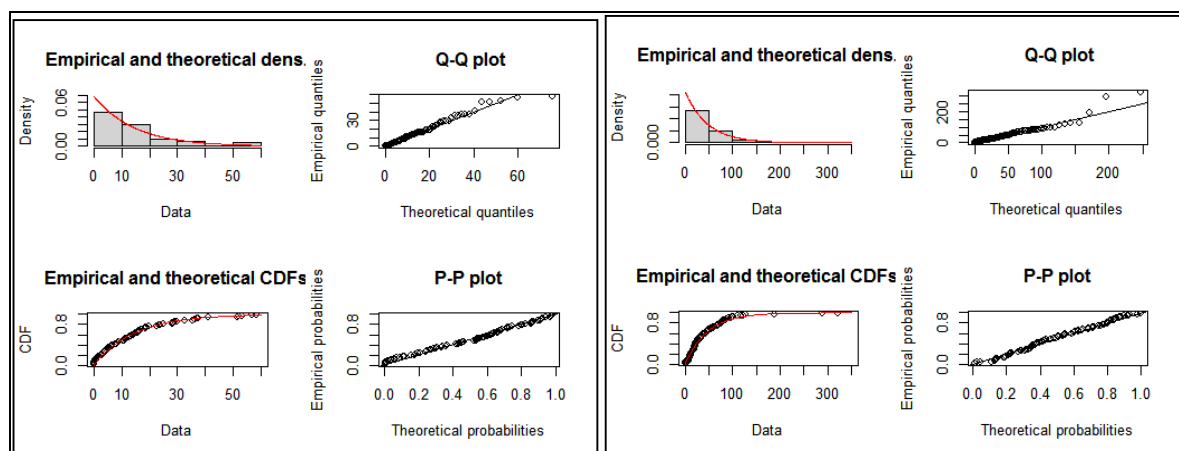 Empirical and theoretical dens.
Density
0.00
0.06
0
10
30
50
Data
Q-Q plot
Empirical quantiles
0
30
0
20
40
60
Theoretical quantiles
Empirical and theoretical CDFs
CDF
0.0
0.8
0
10
30
50
Data
P-P plot
Empirical probabilities
0.0
0.8
0.0
0.2
0.4
0.6
0.8
1.0
Theoretical probabilities
Empirical and theoretical dens.
Density
0.000
0
100
200
300
Data
Q-Q plot
Empirical quantiles
0
200
0
50
100
200
Theoretical quantiles
Empirical and theoretical CDFs
CDF
0.0
0.8
0
100
200
300
Data
P-P plot
Empirical probabilities
0.0
0.8
0.0
0.2
0.4
0.6
0.8
1.0
Theoretical probabilities